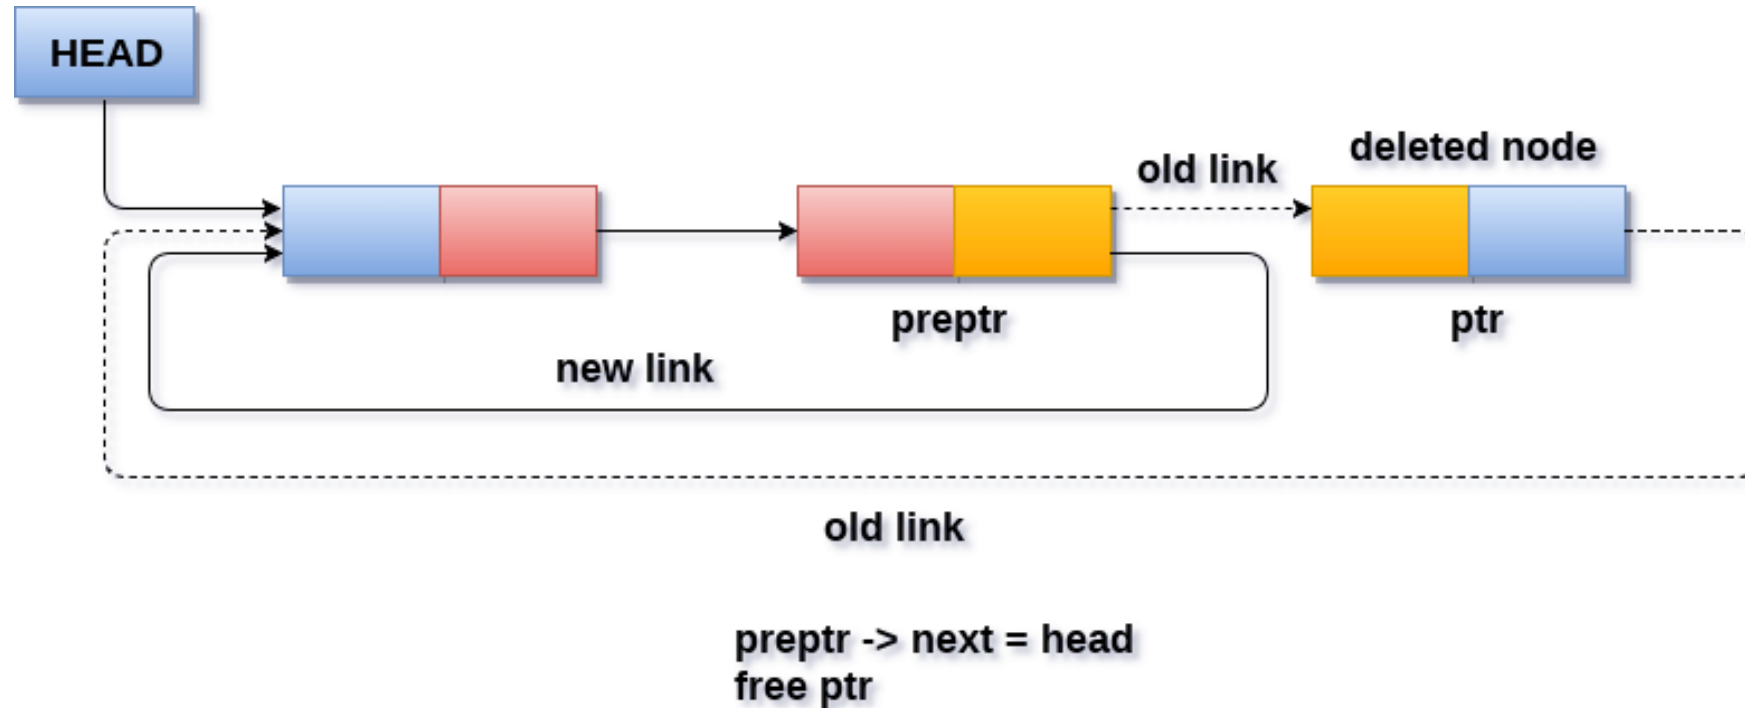 HEAD
deleted node
old link
preptr
ptr
new link
old link
preptr -> next = head
free ptr